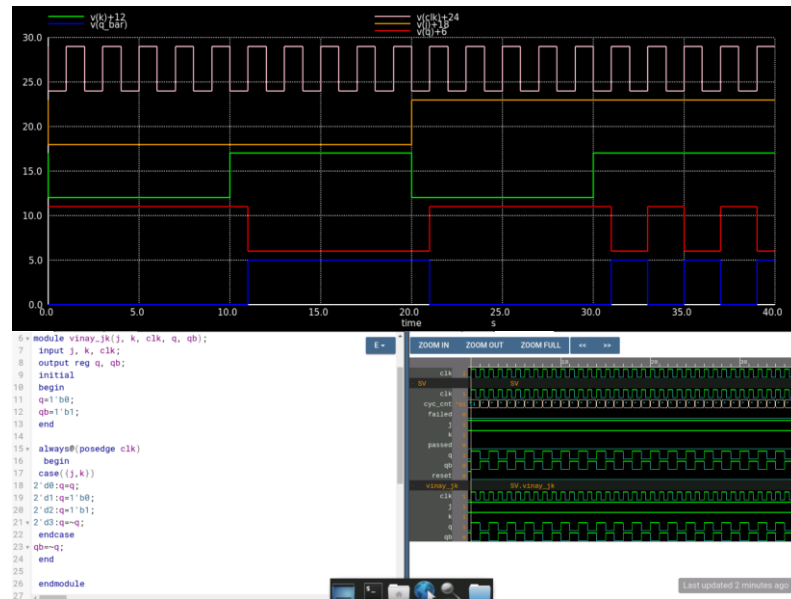 v(k)+12
v(q_bar)
v(clk)+24
v(j)+18
v(q)+6
30.0
25.0
20.0
15.0
10.0
5.0
0.0
0.0 5.0 10.0 15.0 20.0 25.0 30.0 35.0 40.0
time s
6 module vinay_jk(j, k, clk, q, qb);
7 input j, k, clk;
8 output reg q, qb;
9 initial
10 begin
11 q=1'b0;
12 qb=1'b1;
13 end
14
15 always@(posedge clk)
16 begin
17 case({j,k})
18 2'd0:q=q;
19 2'd1:q=1'b0;
20 2'd2:q=1'b1;
21 2'd3:q=~q;
22 endcase
23 qb=~q;
24 end
25
26 endmodule
27
E
ZOOM IN ZOOM OUT ZOOM FULL << >>
clk
SV SV
clk
cyc_cnt
failed
j
k
passed
q
qb
reset
vinay_jk SV.vinay_jk
clk
j
k
q
qb
Last updated 2 minutes ago